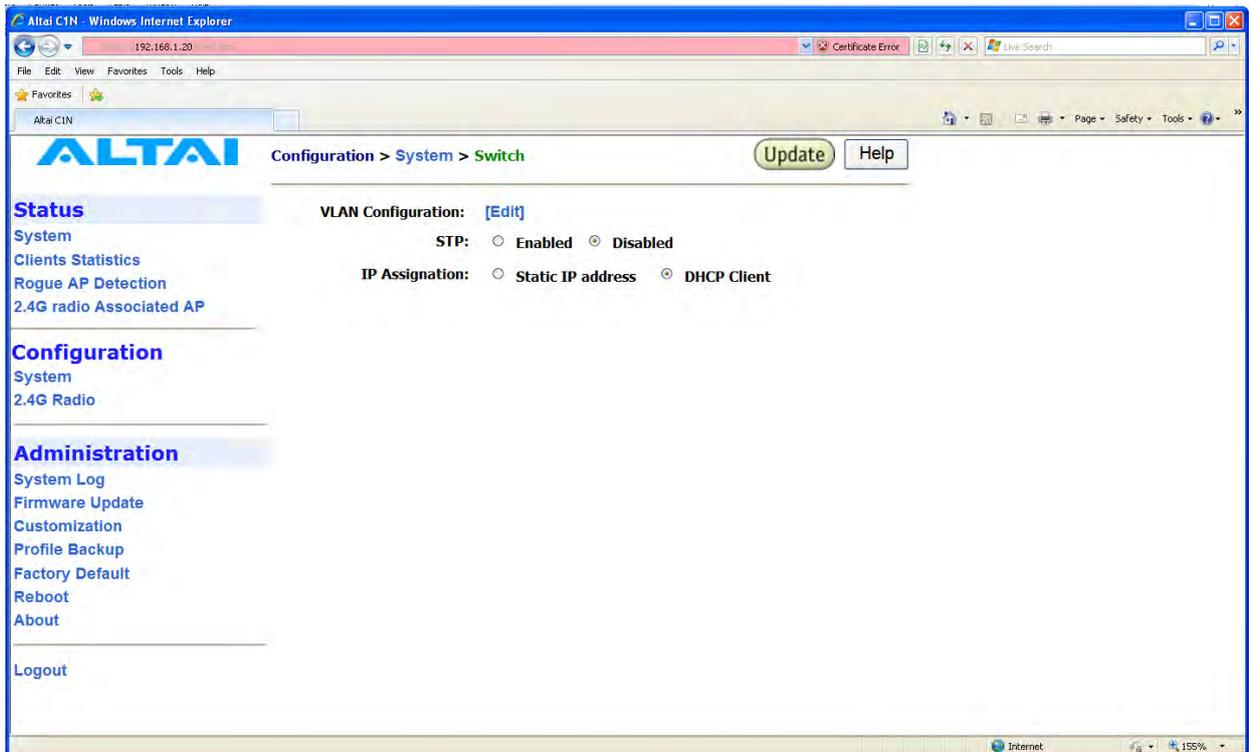 Altai C1N - Windows Internet Explorer
192.168.1.20
Certificate Error
Live Search
File Edit View Favorites Tools Help
Favorites
Altai C1N
Page Safety Tools
ALTAI
Configuration > System > Switch
Update
Help
Status
System
Clients Statistics
Rogue AP Detection
2.4G radio Associated AP
Configuration
System
2.4G Radio
Administration
System Log
Firmware Update
Customization
Profile Backup
Factory Default
Reboot
About
Logout
VLAN Configuration: [Edit]
STP: Enabled Disabled
IP Assignation: Static IP address DHCP Client
Internet
155%